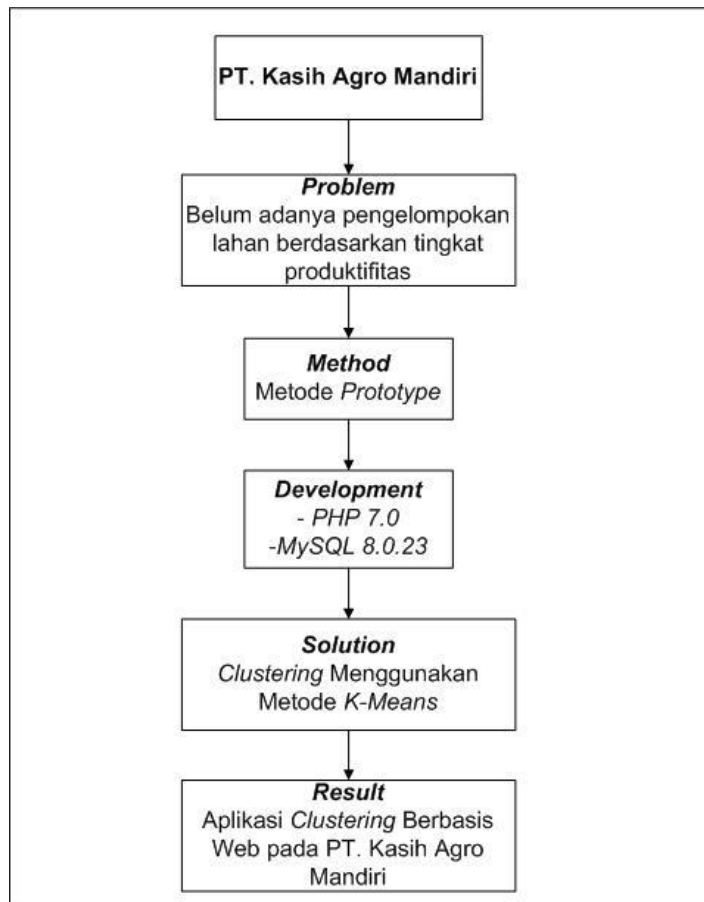 PT. Kasih Agro Mandiri
Problem
Belum adanya pengelompokan
lahan berdasarkan tingkat
produktifitas
Method
Metode Prototype
Development
- PHP 7.0
-MySQL 8.0.23
Solution
Clustering Menggunakan
Metode K-Means
Result
Aplikasi Clustering Berbasis
Web pada PT. Kasih Agro
Mandiri